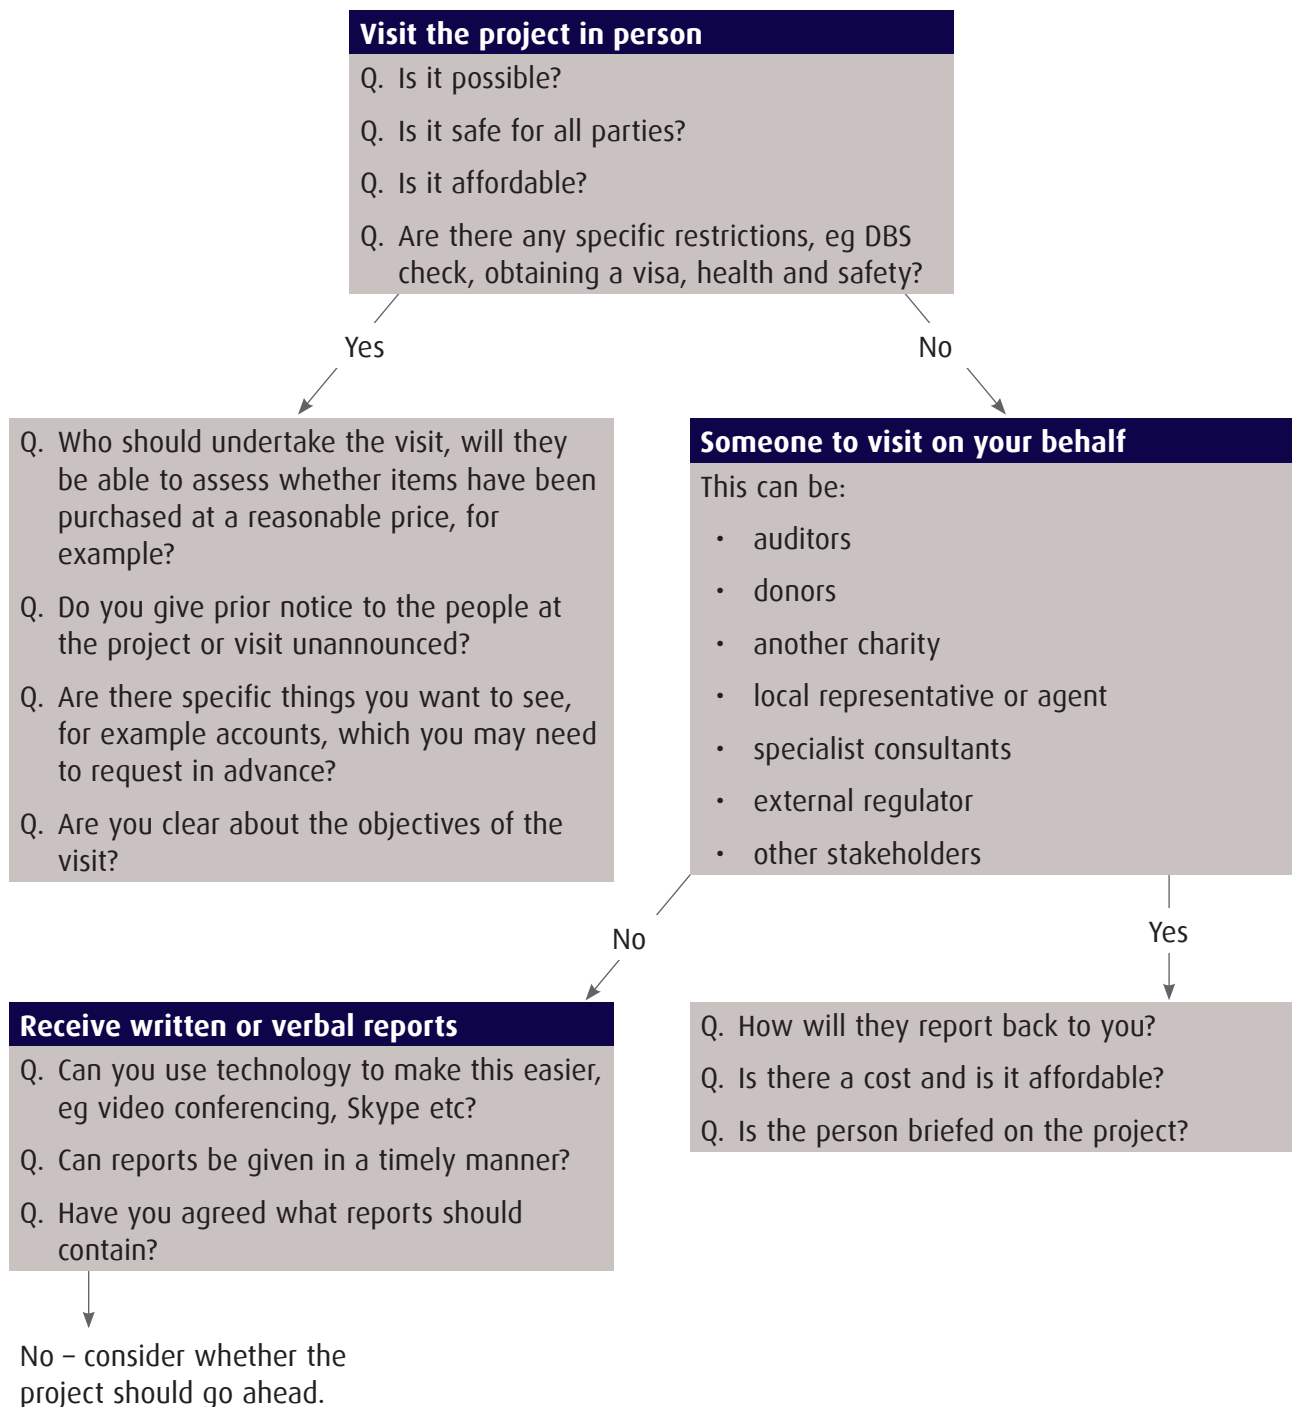 Visit the project in person
Q. Is it possible?
Q. Is it safe for all parties?
Q. Is it affordable?
Q. Are there any specific restrictions, eg DBS
check, obtaining a visa, health and safety?
Yes
No
Q. Who should undertake the visit, will they
be able to assess whether items have been
purchased at a reasonable price, for
example?
Q. Do you give prior notice to the people at
the project or visit unannounced?
Q. Are there specific things you want to see,
for example accounts, which you may need
to request in advance?
Q. Are you clear about the objectives of the
visit?
Someone to visit on your behalf
This can be:
• auditors
• donors
• another charity
• local representative or agent
• specialist consultants
• external regulator
• other stakeholders
No
Yes
Receive written or verbal reports
Q. Can you use technology to make this easier,
eg video conferencing, Skype etc?
Q. Can reports be given in a timely manner?
Q. Have you agreed what reports should
contain?
Q. How will they report back to you?
Q. Is there a cost and is it affordable?
Q. Is the person briefed on the project?
No – consider whether the
project should go ahead.